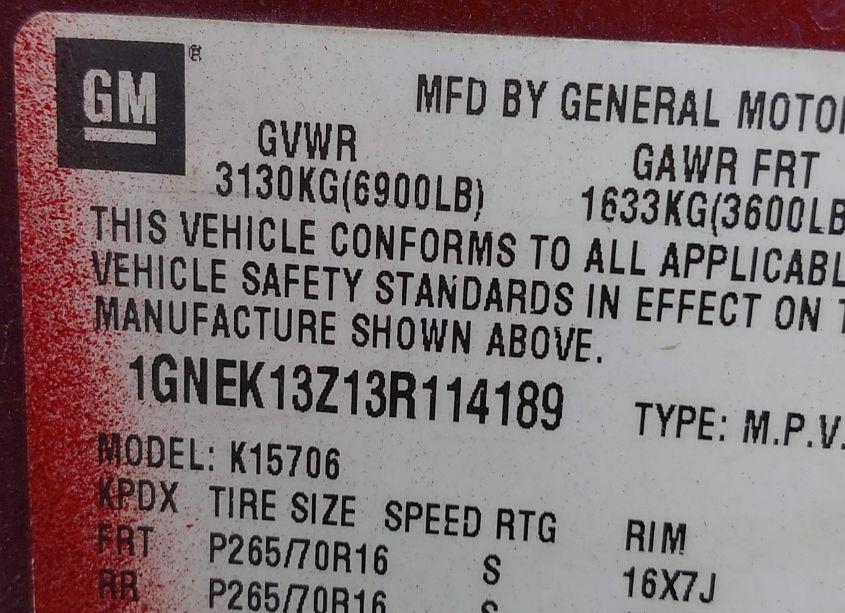 GM ®
MFD BY GENERAL MOTOR
GVWR GAWR FRT
3130KG(6900LB) 1633KG(3600LB
THIS VEHICLE CONFORMS TO ALL APPLICABL
VEHICLE SAFETY STANDARDS IN EFFECT ON T
MANUFACTURE SHOWN ABOVE.
1GNEK13Z13R114189 TYPE: M.P.V.
MODEL: K15706
KPDX TIRE SIZE SPEED RTG RIM
FRT P265/70R16 S 16X7J
RR P265/70R16 S